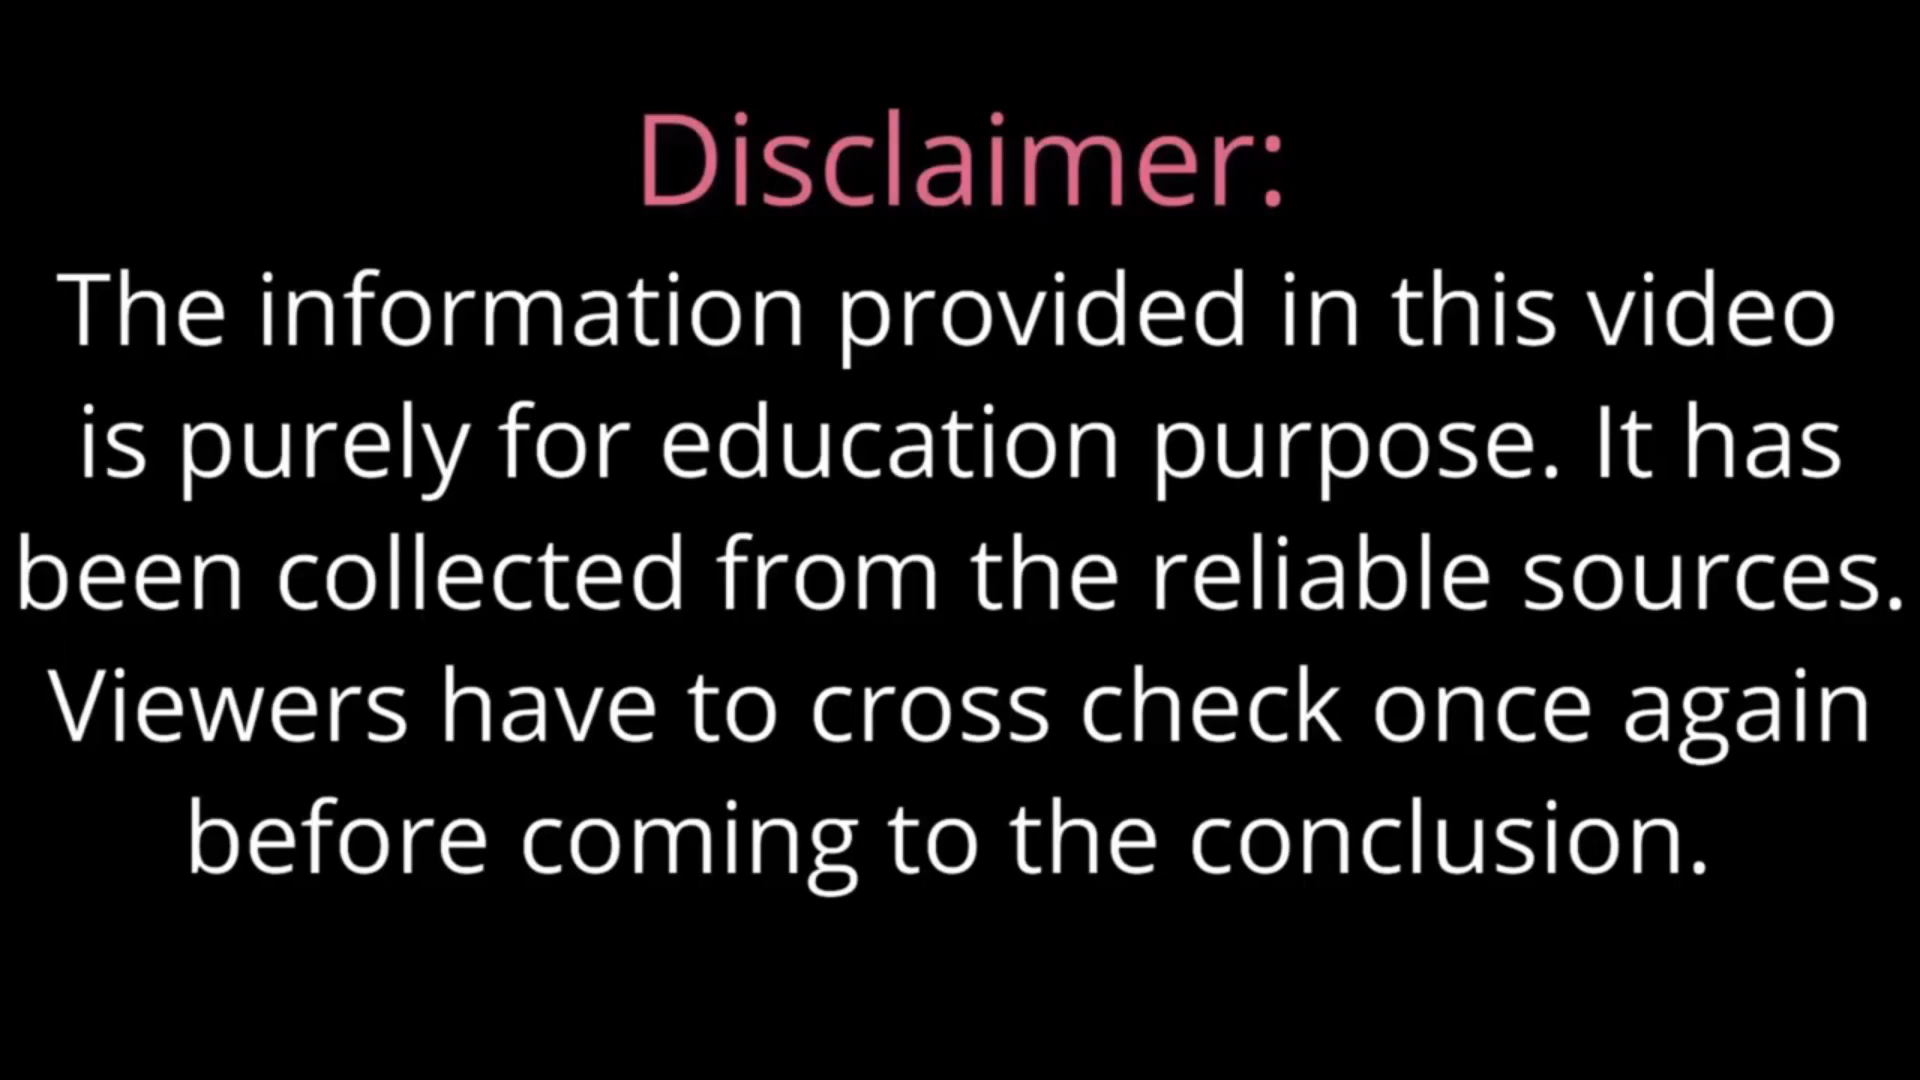 Disclaimer:
The information provided in this video
is purely for education purpose. It has
been collected from the reliable sources.
Viewers have to cross check once again
before coming to the conclusion.